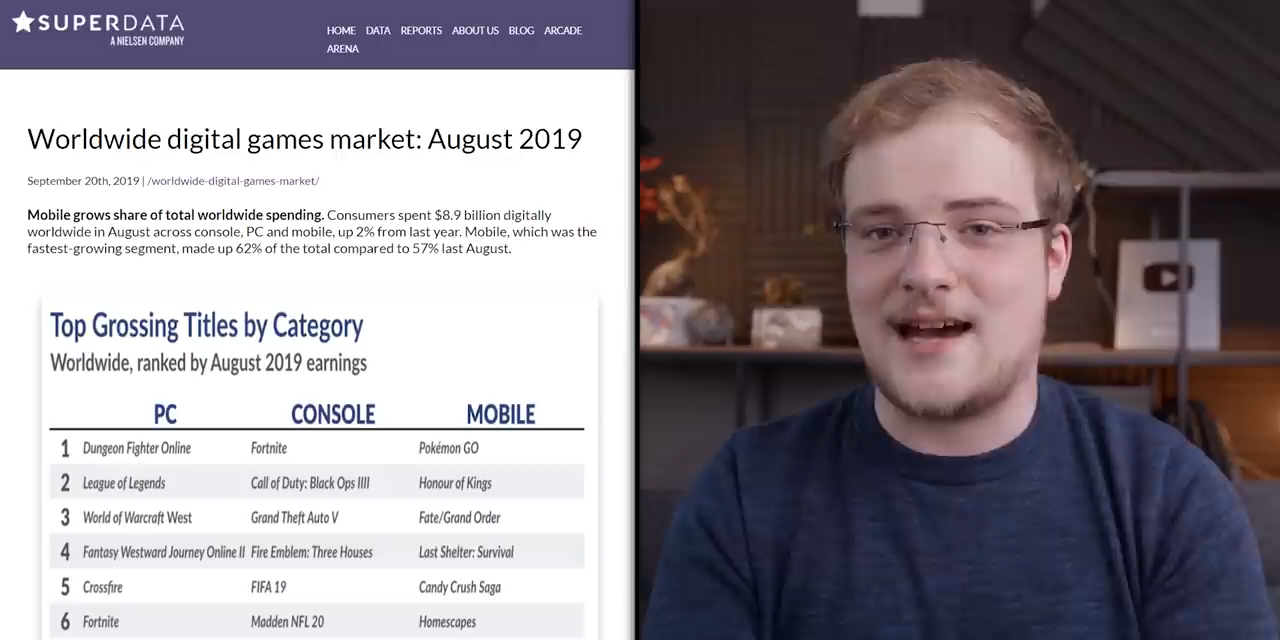 SUPERDATA
A NIELSEN COMPANY
HOME DATA REPORTS ABOUT US BLOG ARCADE
ARENA
Worldwide digital games market: August 2019
September 20th, 2019 | /worldwide-digital-games-market/
Mobile grows share of total worldwide spending. Consumers spent $8.9 billion digitally
worldwide in August across console, PC and mobile, up 2% from last year. Mobile, which was the
fastest-growing segment, made up 62% of the total compared to 57% last August.
Top Grossing Titles by Category
Worldwide, ranked by August 2019 earnings
PC CONSOLE MOBILE
1 Dungeon Fighter Online Fortnite Pokémon GO
2 League of Legends Call of Duty: Black Ops IIII Honour of Kings
3 World of Warcraft West Grand Theft Auto V Fate/Grand Order
4 Fantasy Westward Journey Online II Fire Emblem: Three Houses Last Shelter: Survival
5 Crossfire FIFA 19 Candy Crush Saga
6 Fortnite Madden NFL 20 Homescapes